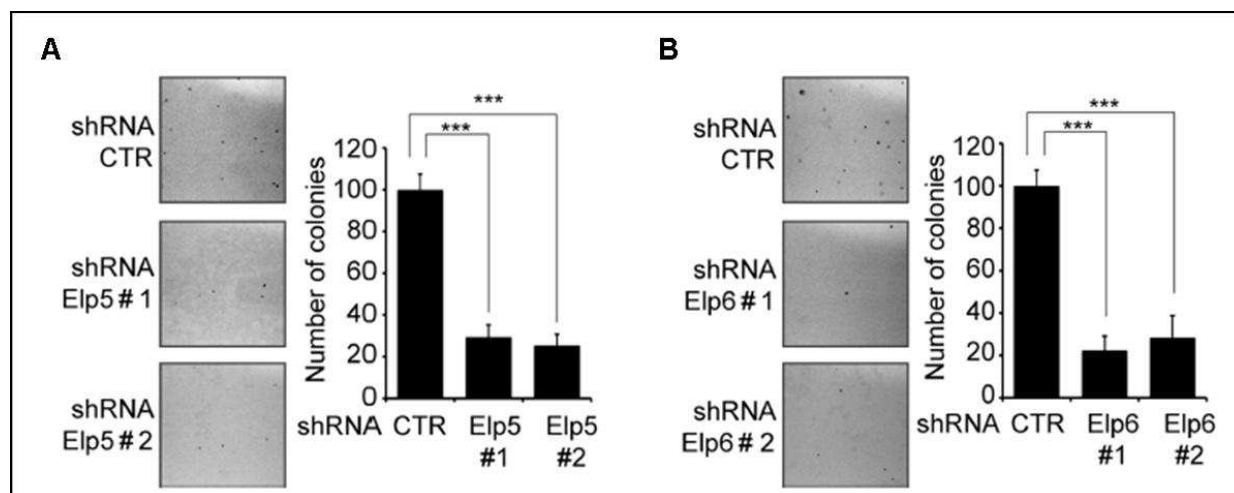 A
shRNA
CTR
shRNA
Elp5 # 1
shRNA
Elp5 # 2
***
***
Number of colonies
120
100
80
60
40
20
0
shRNA CTR Elp5 Elp5
#1 #2
B
shRNA
CTR
shRNA
Elp6 # 1
shRNA
Elp6 # 2
***
***
Number of colonies
120
100
80
60
40
20
0
shRNA CTR Elp6 Elp6
#1 #2